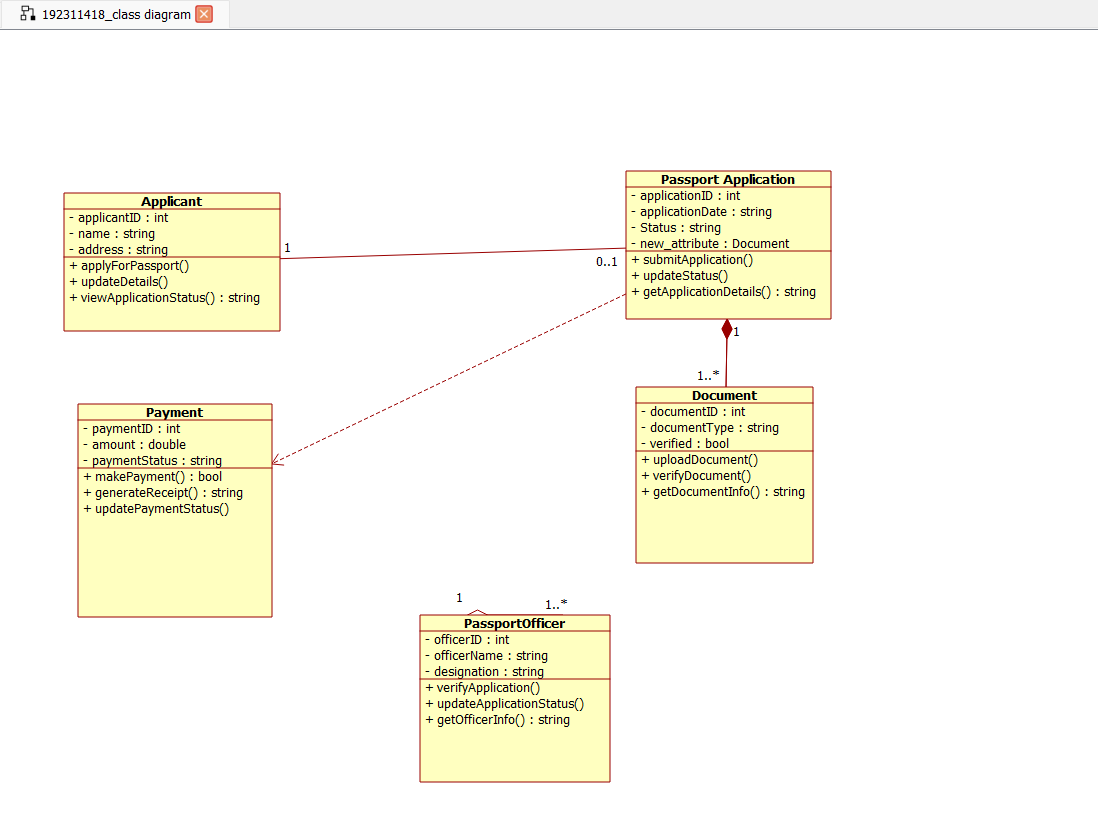 192311418_class diagram
Applicant
- applicantID : int
- name : string
- address : string
+ applyForPassport()
+ updateDetails()
+ viewApplicationStatus() : string
1
0..1
Passport Application
- applicationID : int
- applicationDate : string
- Status : string
- new_attribute : Document
+ submitApplication()
+ updateStatus()
+ getApplicationDetails() : string
1
1..*
Payment
- paymentID : int
- amount : double
- paymentStatus : string
+ makePayment() : bool
+ generateReceipt() : string
+ updatePaymentStatus()
Document
- documentID : int
- documentType : string
- verified : bool
+ uploadDocument()
+ verifyDocument()
+ getDocumentInfo() : string
1
1..*
PassportOfficer
- officerID : int
- officerName : string
- designation : string
+ verifyApplication()
+ updateApplicationStatus()
+ getOfficerInfo() : string